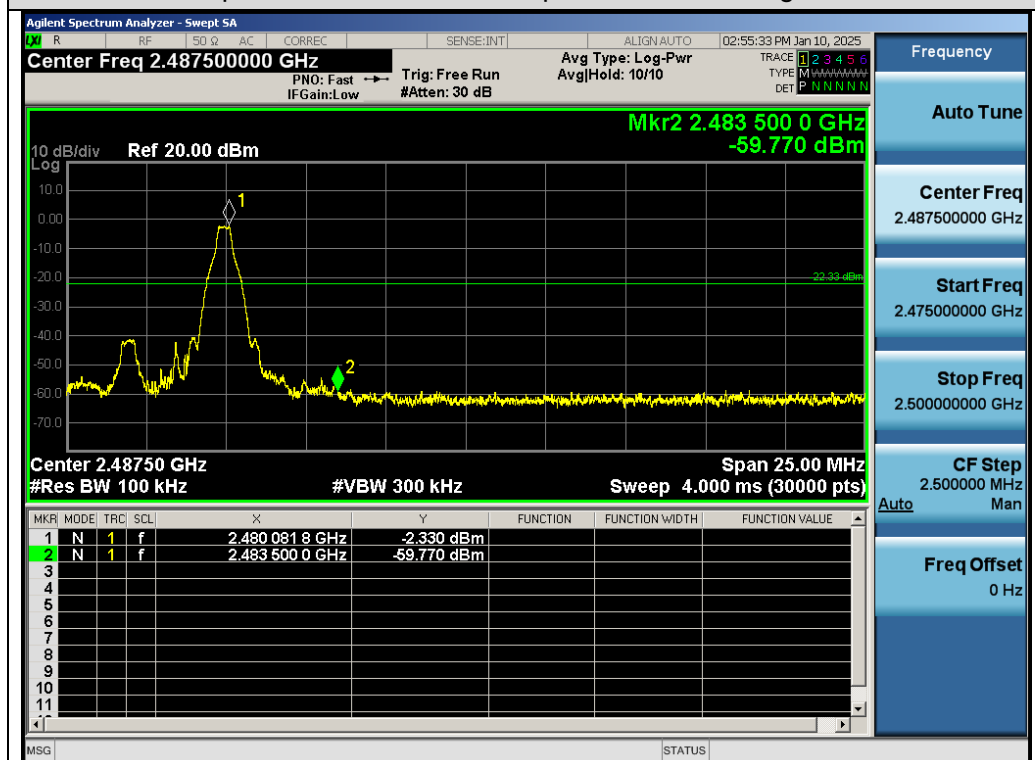 Agilent Spectrum Analyzer - Swept SA
LXI R RF 50 Ω AC CORREC SENSE:INT ALIGN AUTO 02:55:33 PM Jan 10, 2025
Center Freq 2.487500000 GHz
PNO: Fast
IFGain:Low
Trig: Free Run
#Atten: 30 dB
Avg Type: Log-Pwr
Avg|Hold: 10/10
TRACE 1 2 3 4 5 6
TYPE M
DET P N N N N N
Mkr2 2.483 500 0 GHz
-59.770 dBm
10 dB/div Ref 20.00 dBm
Log
10.0
1
0.00
-10.0
-20.0
-22.33 dBm
-30.0
-40.0
-50.0
2
-60.0
-70.0
Center 2.48750 GHz Span 25.00 MHz
#Res BW 100 kHz #VBW 300 kHz Sweep 4.000 ms (30000 pts)
MKR MODE TRC SCL X Y FUNCTION FUNCTION WIDTH FUNCTION VALUE
1 N 1 f 2.480 081 8 GHz -2.330 dBm
2 N 1 f 2.483 500 0 GHz -59.770 dBm
3
4
5
6
7
8
9
10
11
MSG STATUS
Frequency
Auto Tune
Center Freq
2.487500000 GHz
Start Freq
2.475000000 GHz
Stop Freq
2.500000000 GHz
CF Step
2.500000 MHz
Auto Man
Freq Offset
0 Hz